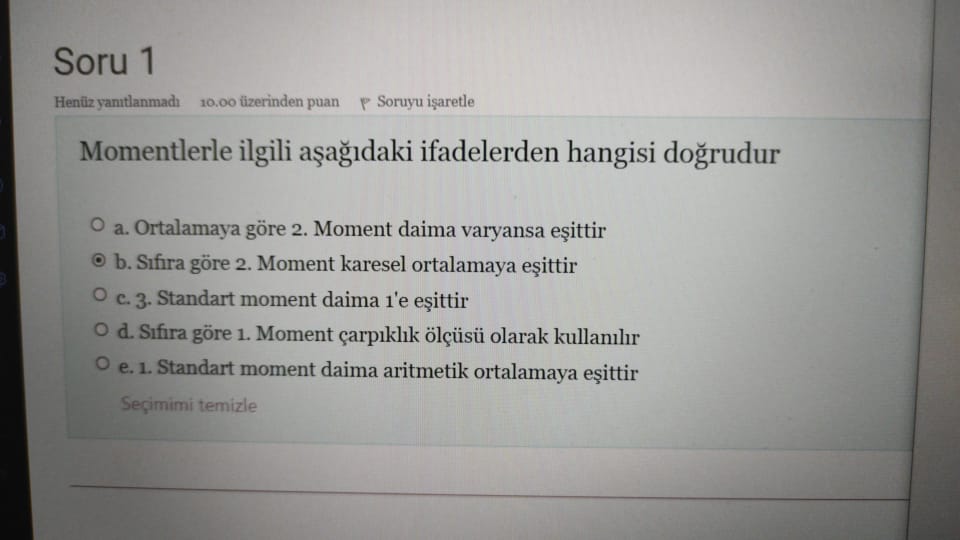 Soru 1
Henüz yanıtlanmadı 10.00 üzerinden puan Soruyu işaretle
Momentlerle ilgili aşağıdaki ifadelerden hangisi doğrudur
a. Ortalamaya göre 2. Moment daima varyansa eşittir
b. Sıfıra göre 2. Moment karesel ortalamaya eşittir
c. 3. Standart moment daima 1'e eşittir
d. Sıfıra göre 1. Moment çarpıklık ölçüsü olarak kullanılır
e. 1. Standart moment daima aritmetik ortalamaya eşittir
Seçimimi temizle